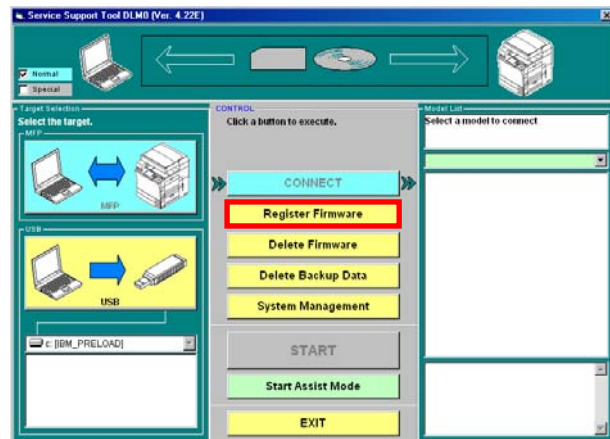 Service Support Tool DLM0 (Ver. 4.22E)
Normal
Special
Target Selection
Select the target.
MFP
MFP
USB
USB
c: [IBM_PRELOAD]
CONTROL
Click a button to execute.
CONNECT
Register Firmware
Delete Firmware
Delete Backup Data
System Management
START
Start Assist Mode
EXIT
Model List
Select a model to connect